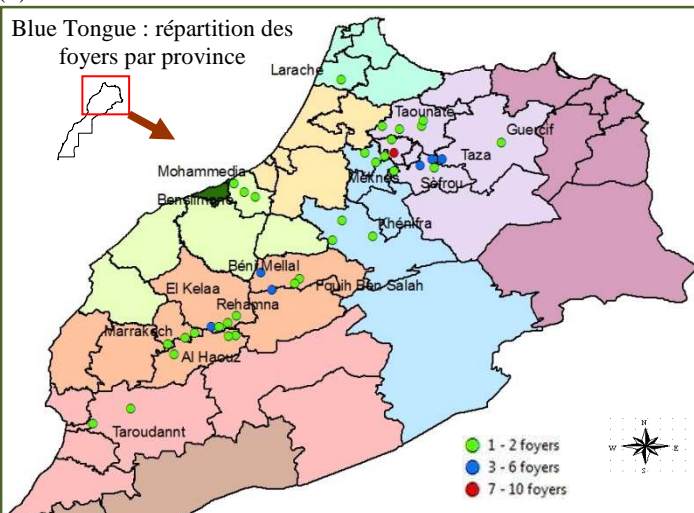 Blue Tongue : répartition des
foyers par province
Larache
Taounate
Guercif
Taza
Mohammedia
Meknès
Séfrou
Benslimane
Khénifra
Béni Mellal
El Kelaa
Fquih Ben Salah
Rehamna
Marrakech
Al Haouz
Taroudannt
1 - 2 foyers
3 - 6 foyers
7 - 10 foyers
N
W
E
S